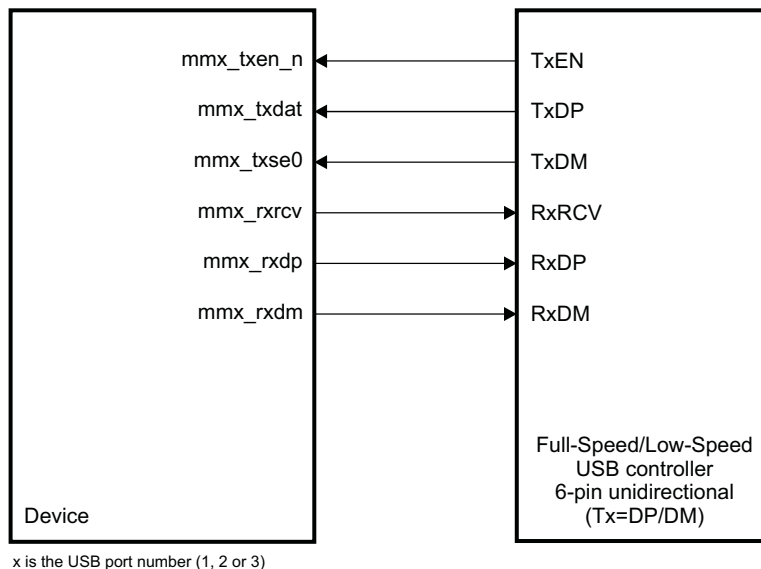 mmx_txen_n TxEN
mmx_txdat TxDP
mmx_txse0 TxDM
mmx_rxrcv RxRCV
mmx_rxdp RxDP
mmx_rxdm RxDM
Full-Speed/Low-Speed
USB controller
6-pin unidirectional
(Tx=DP/DM)
Device
x is the USB port number (1, 2 or 3)